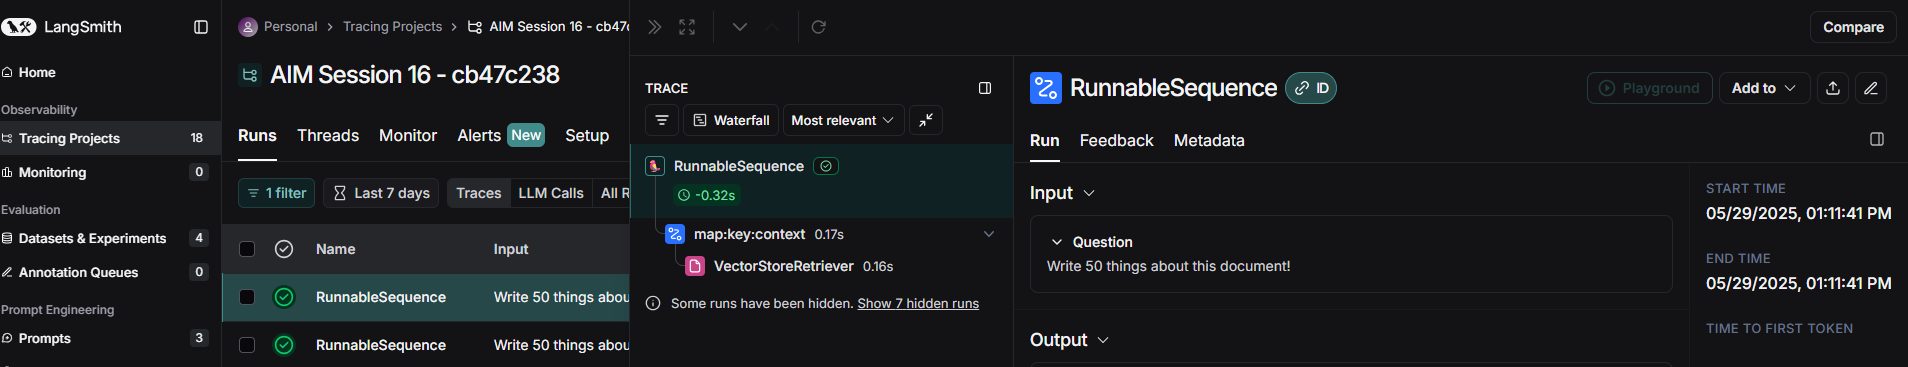 LangSmith
Home
Observability
Tracing Projects 18
Monitoring 0
Evaluation
Datasets & Experiments 4
Annotation Queues 0
Prompt Engineering
Prompts 3
Personal > Tracing Projects > AIM Session 16 - cb47c
AIM Session 16 - cb47c238
Runs Threads Monitor Alerts New Setup
1 filter Last 7 days Traces LLM Calls All R
Name Input
RunnableSequence Write 50 things abou
RunnableSequence Write 50 things abou
TRACE
Waterfall Most relevant
RunnableSequence
-0.32s
map:key:context 0.17s
VectorStoreRetriever 0.16s
Some runs have been hidden. Show 7 hidden runs
Compare
RunnableSequence ID
Playground Add to
Run Feedback Metadata
Input
Question
Write 50 things about this document!
Output
START TIME
05/29/2025, 01:11:41 PM
END TIME
05/29/2025, 01:11:41 PM
TIME TO FIRST TOKEN